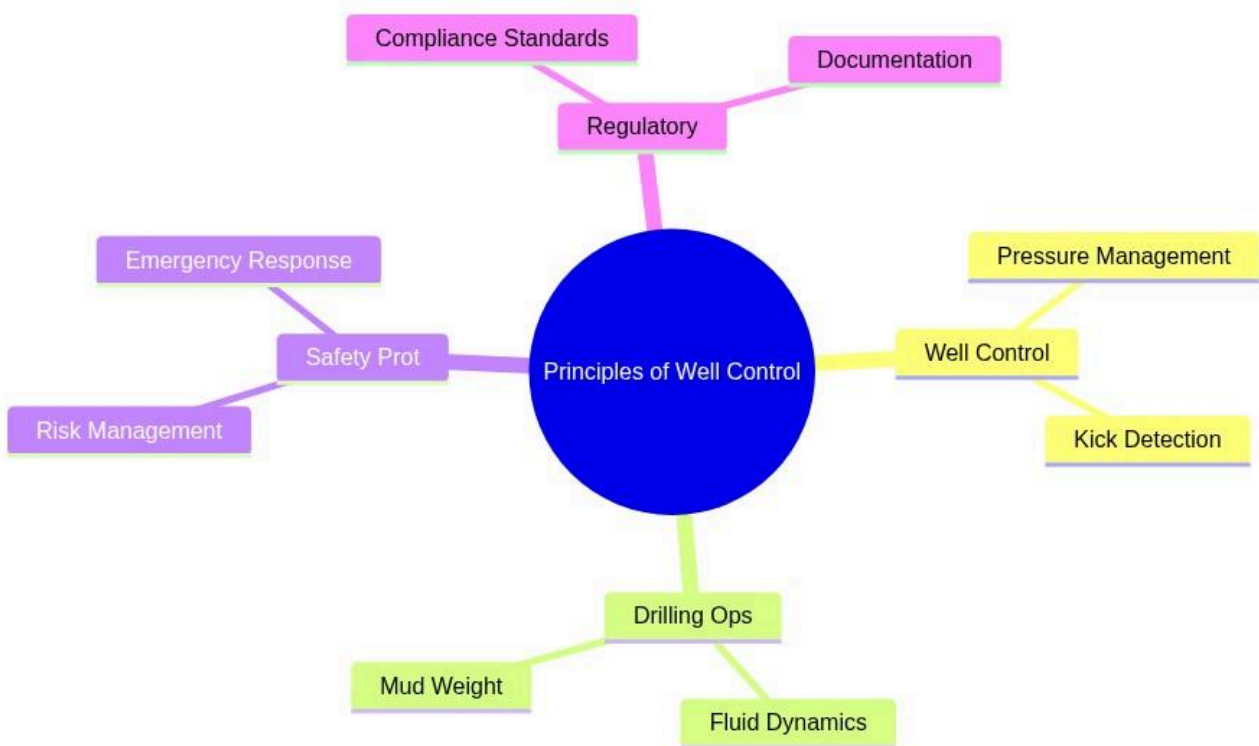 Compliance Standards
Documentation
Regulatory
Emergency Response
Pressure Management
Safety Prot
Well Control
Principles of Well Control
Risk Management
Kick Detection
Drilling Ops
Mud Weight
Fluid Dynamics